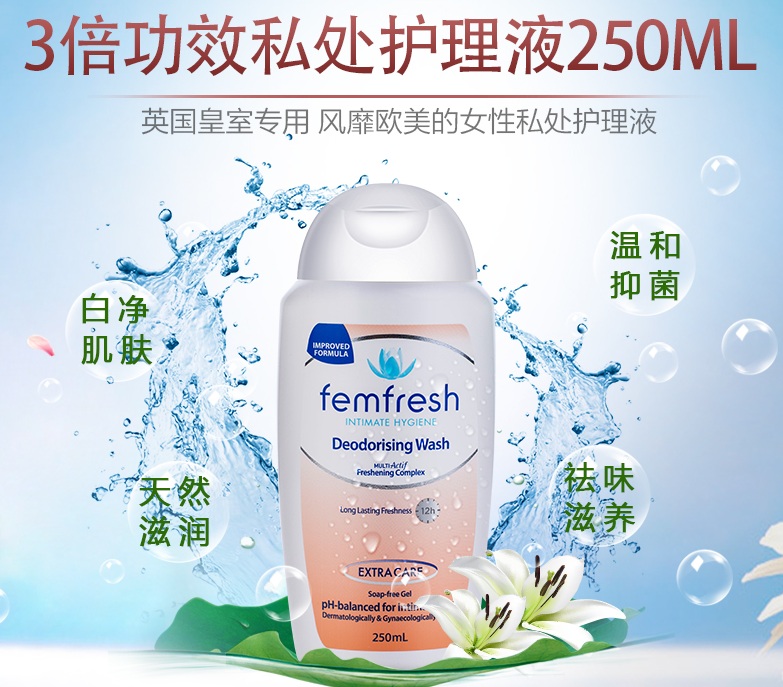 3倍功效私处护理液250ML
英国皇室专用 风靡欧美的女性私处护理液
温和
抑菌
白净
肌肤
IMPROVED
FORMULA
femfresh
INTIMATE HYGIENE
Deodorising Wash
MULTIActif
Freshening Complex
Long Lasting Freshness 12h
天然
滋润
祛味
滋养
EXTRA CARE
Soap-free Gel
pH-balanced for
Dermatologically & Gynaecologically
250mL